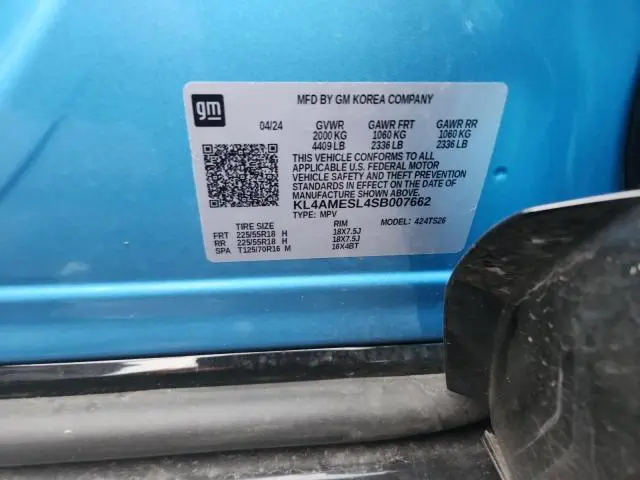 gm
MFD BY GM KOREA COMPANY
04/24 GVWR GAWR FRT GAWR RR
2000 KG 1060 KG 1060 KG
4409 LB 2336 LB 2336 LB
THIS VEHICLE CONFORMS TO ALL
APPLICABLE U.S. FEDERAL MOTOR
VEHICLE SAFETY, BUMPER, AND THEFT
PREVENTION STANDARDS IN EFFECT ON THE DATE OF
MANUFACTURE SHOWN ABOVE.
KL4AMESL4SB007662
TYPE: MPV MODEL: 424TS26
TIRE SIZE RIM
FRT 225/55R18 H 18X7.5J
RR 225/55R18 H 18X7.5J
SPA T125/70R16 M 16X4BT